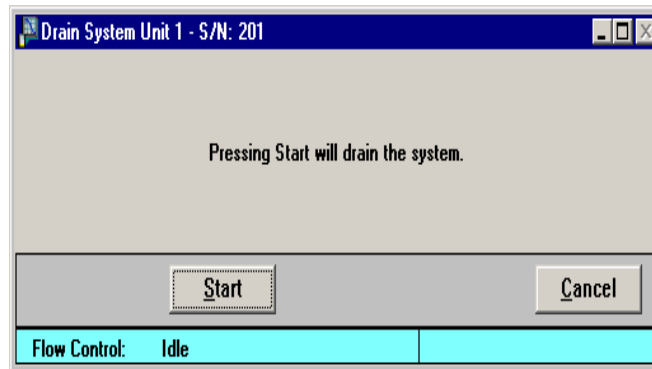 Drain System Unit 1 - S/N: 201
Pressing Start will drain the system.
Start Cancel
Flow Control: Idle